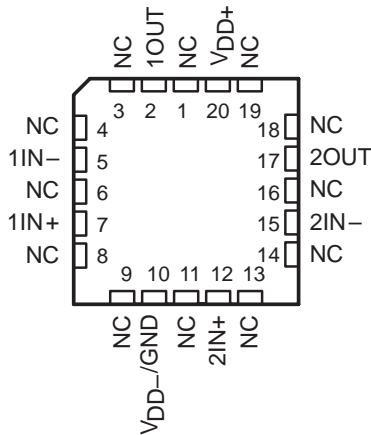 NC
1OUT
NC
VDD+
NC
3 2 1 20 19
NC 4
1IN− 5
NC 6
1IN+ 7
NC 8
18 NC
17 2OUT
16 NC
15 2IN−
14 NC
9 10 11 12 13
NC
VDD−/GND
NC
2IN+
NC